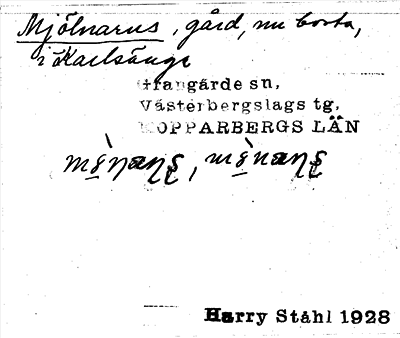 Mjölnarns, gård, nu borta,
i Karlsänge
Grangärde sn,
Västerbergslags tg,
KOPPARBERGS LÄN
Harry Ståhl 1928